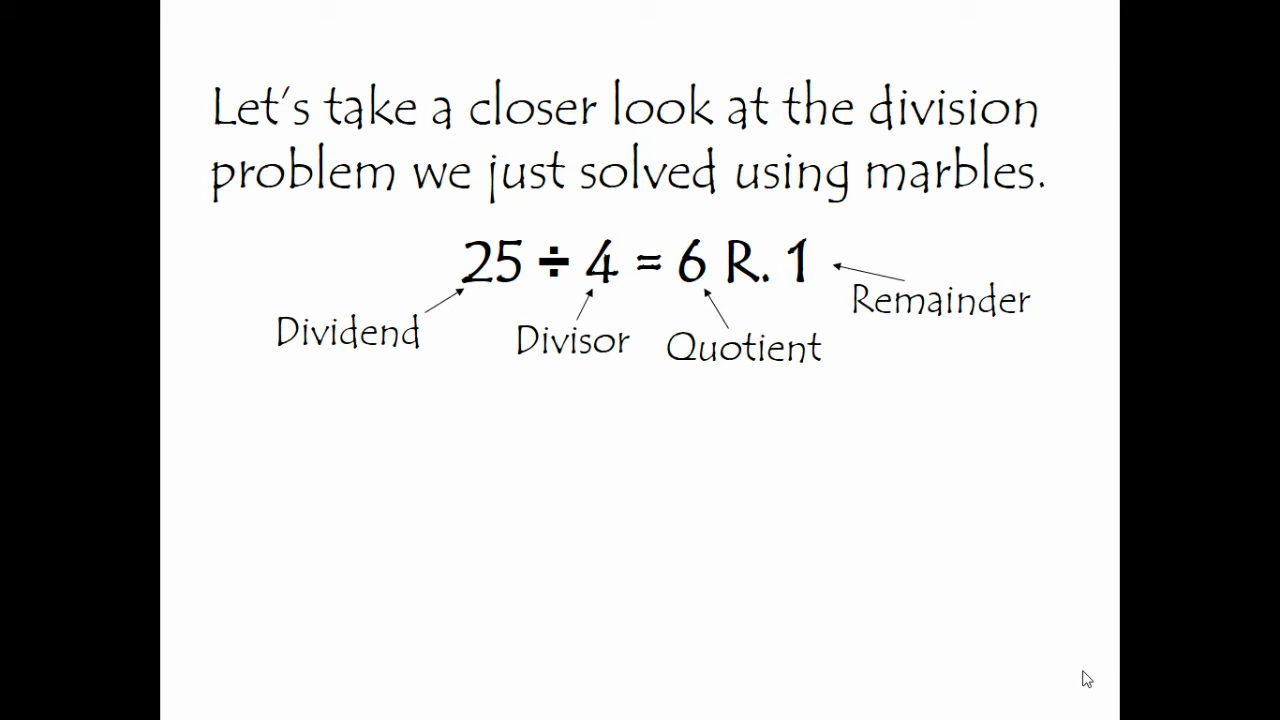 Let's take a closer look at the division
problem we just solved using marbles.
25 ÷ 4 = 6 R. 1
Remainder
Dividend
Divisor
Quotient